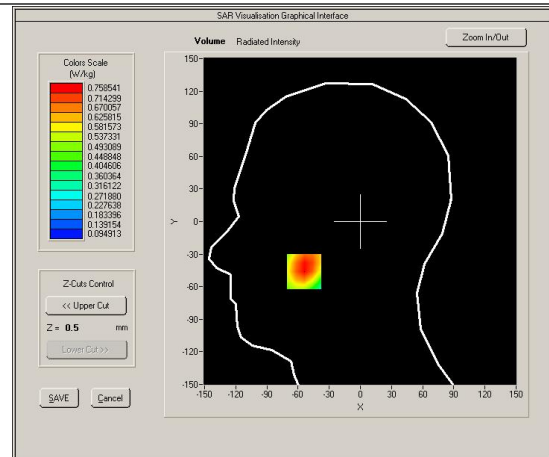 SAR Visualisation Graphical Interface
Volume Radiated Intensity
Zoom In/Out
Colors Scale
(W/kg)
0.758541
0.714299
0.670057
0.625815
0.581573
0.537331
0.493089
0.448848
0.404606
0.360364
0.316122
0.271880
0.227638
0.183396
0.139154
0.094913
Z-Cuts Control
<< Upper Cut
Z = 0.5 mm
Lower Cut >>
SAVE Cancel
150
120
90
60
30
0
-30
-60
-90
-120
-150
Y
-150 -120 -90 -60 -30 0 30 60 90 120 150
X